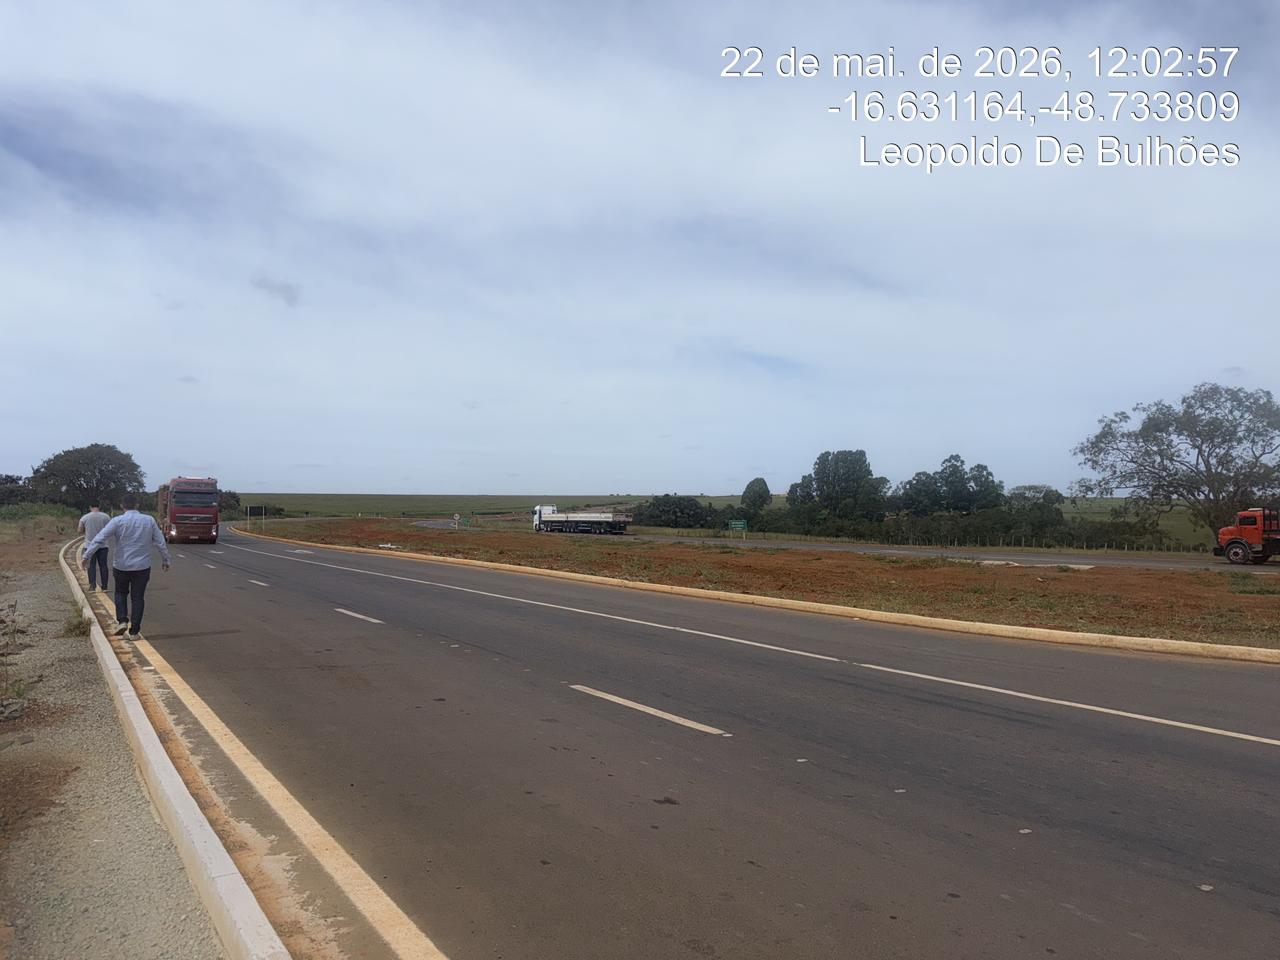 22 de mai. de 2026, 12:02:57
-16.631164,-48.733809
Leopoldo De Bulhões